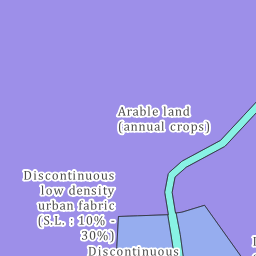 Arable land
(annual crops)
Discontinuous
low density
urban fabric
(S.L. : 10% -
30%)
Discontinuous